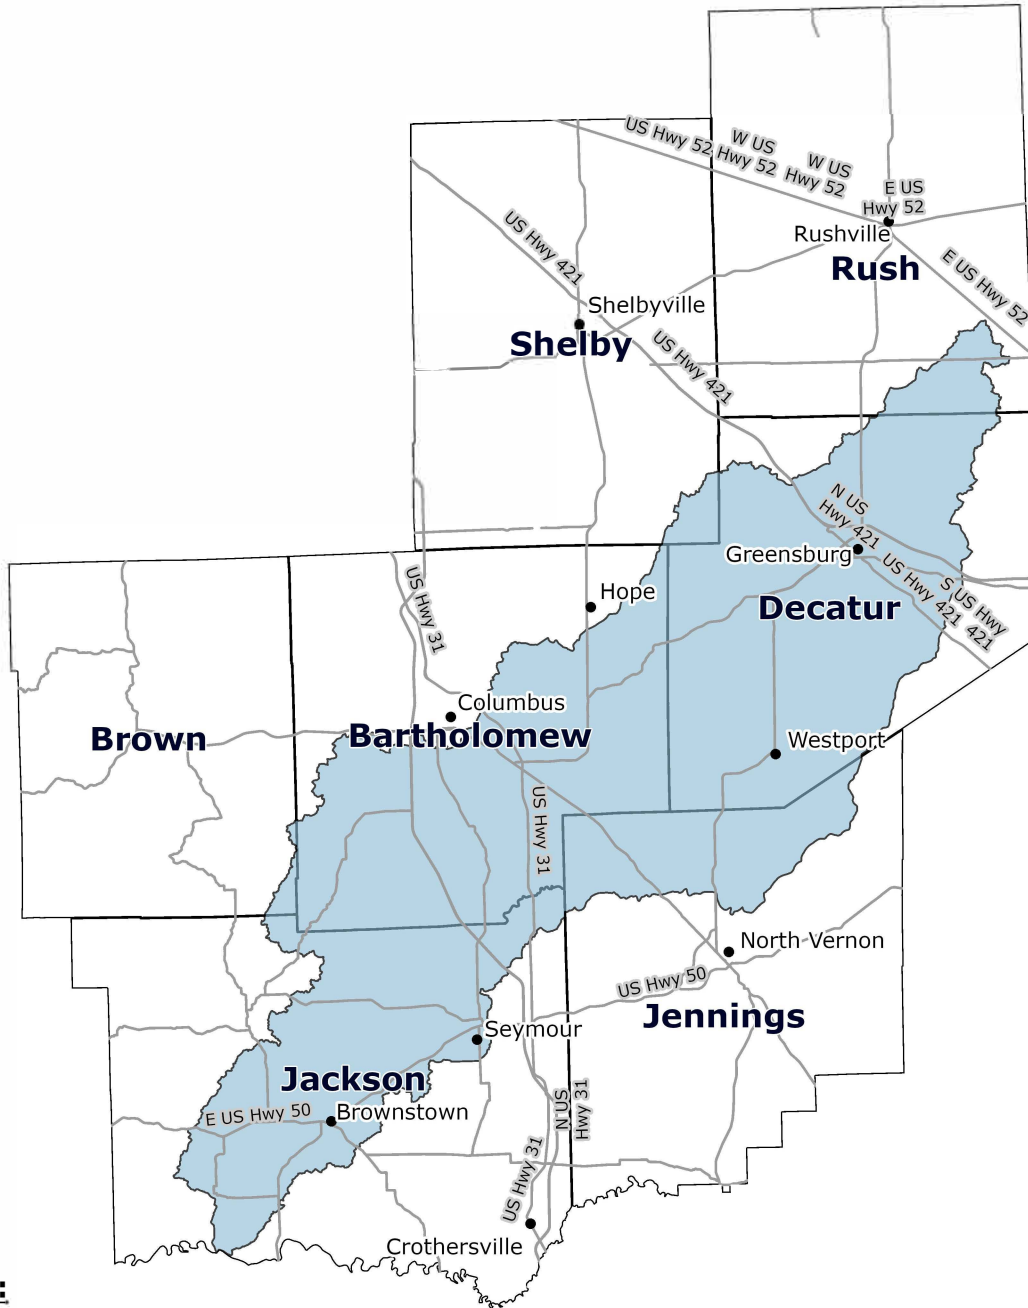 US Hwy 52
W US
Hwy 52
W US
Hwy 52
E US
Hwy 52
Rushville
Rush
E US Hwy 52
US Hwy 421
Shelbyville
Shelby
US Hwy 421
N US
Hwy 421
Greensburg
US Hwy 421
S US Hwy
421
Decatur
US Hwy 31
Hope
Columbus
Bartholomew
Brown
Westport
US Hwy 31
North Vernon
US Hwy 50
Jennings
Seymour
Jackson
E US Hwy 50
Brownstown
N US
Hwy 31
US Hwy 31
Crothersville